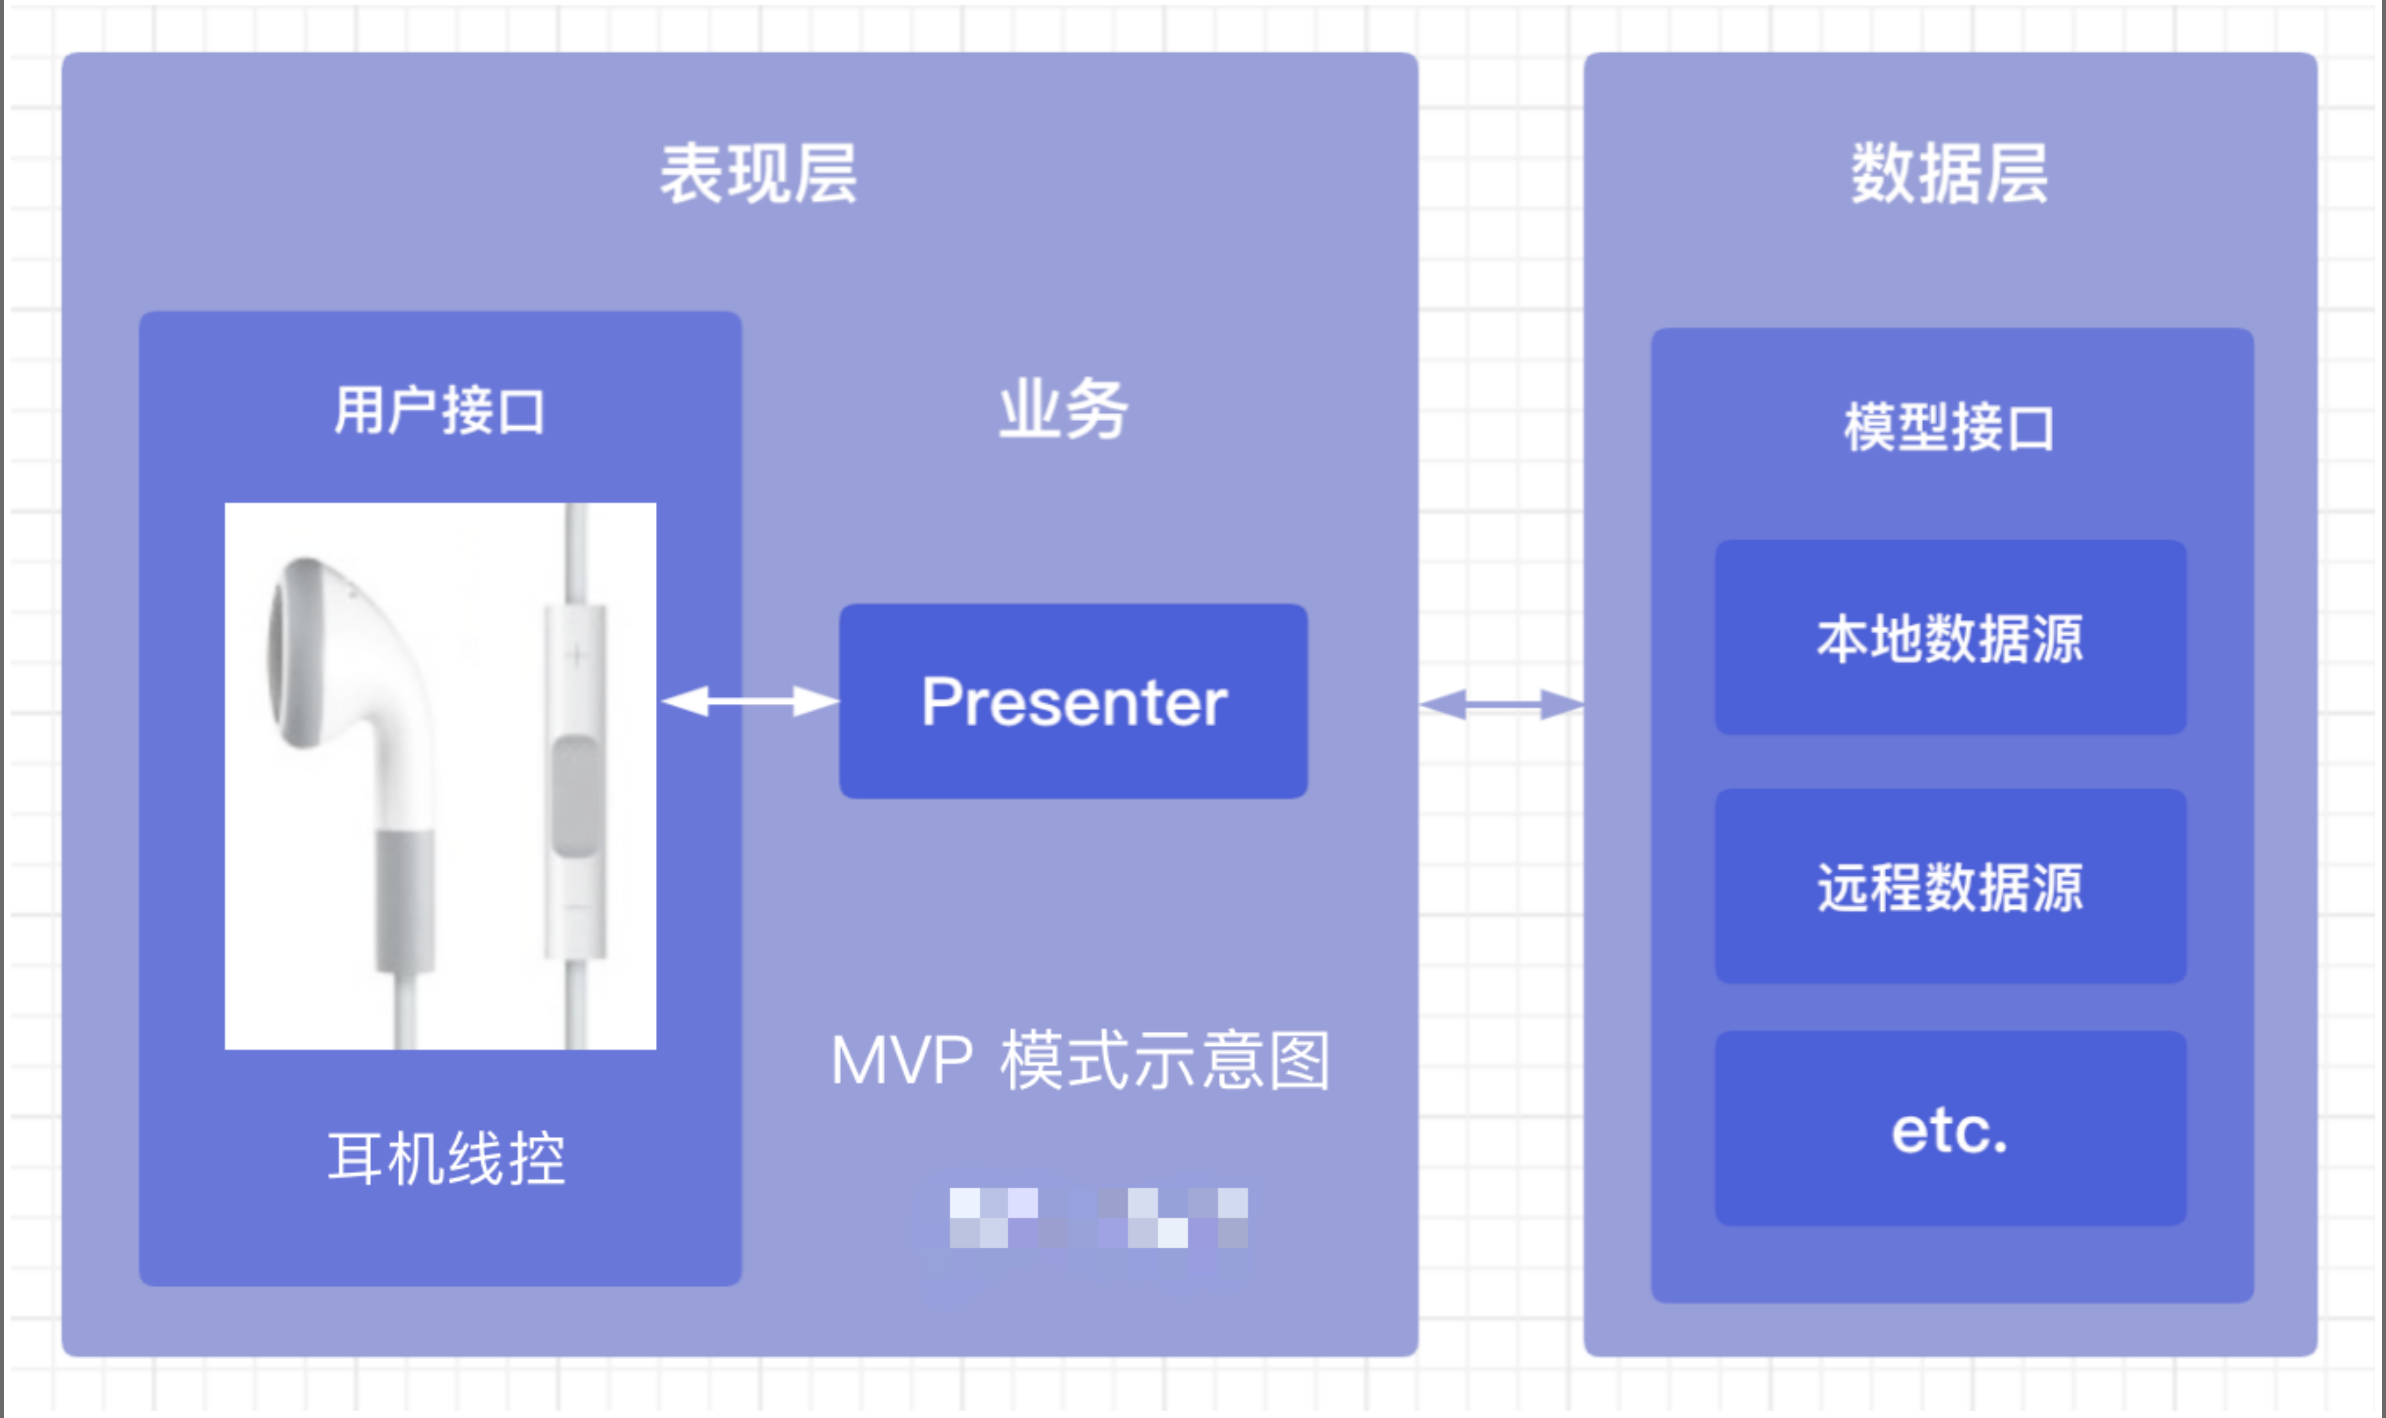 表现层
用户接口
耳机线控
业务
Presenter
MVP 模式示意图
数据层
模型接口
本地数据源
远程数据源
etc.